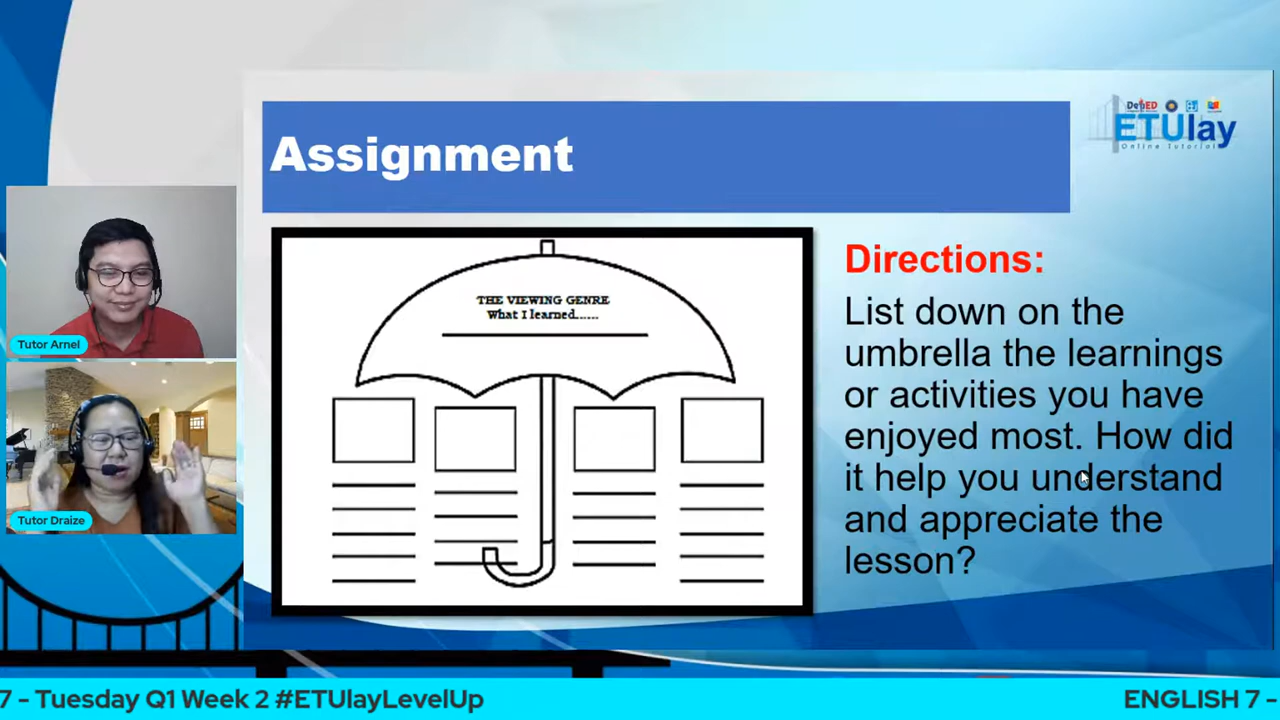 Assignment
DepED
ETUlay
Online Tutorial
THE VIEWING GENRE
What I learned......
Directions:
List down on the
umbrella the learnings
or activities you have
enjoyed most. How did
it help you understand
and appreciate the
lesson?
Tutor Arnel
Tutor Draize
7 - Tuesday Q1 Week 2 #ETUlayLevelUp
ENGLISH 7 -